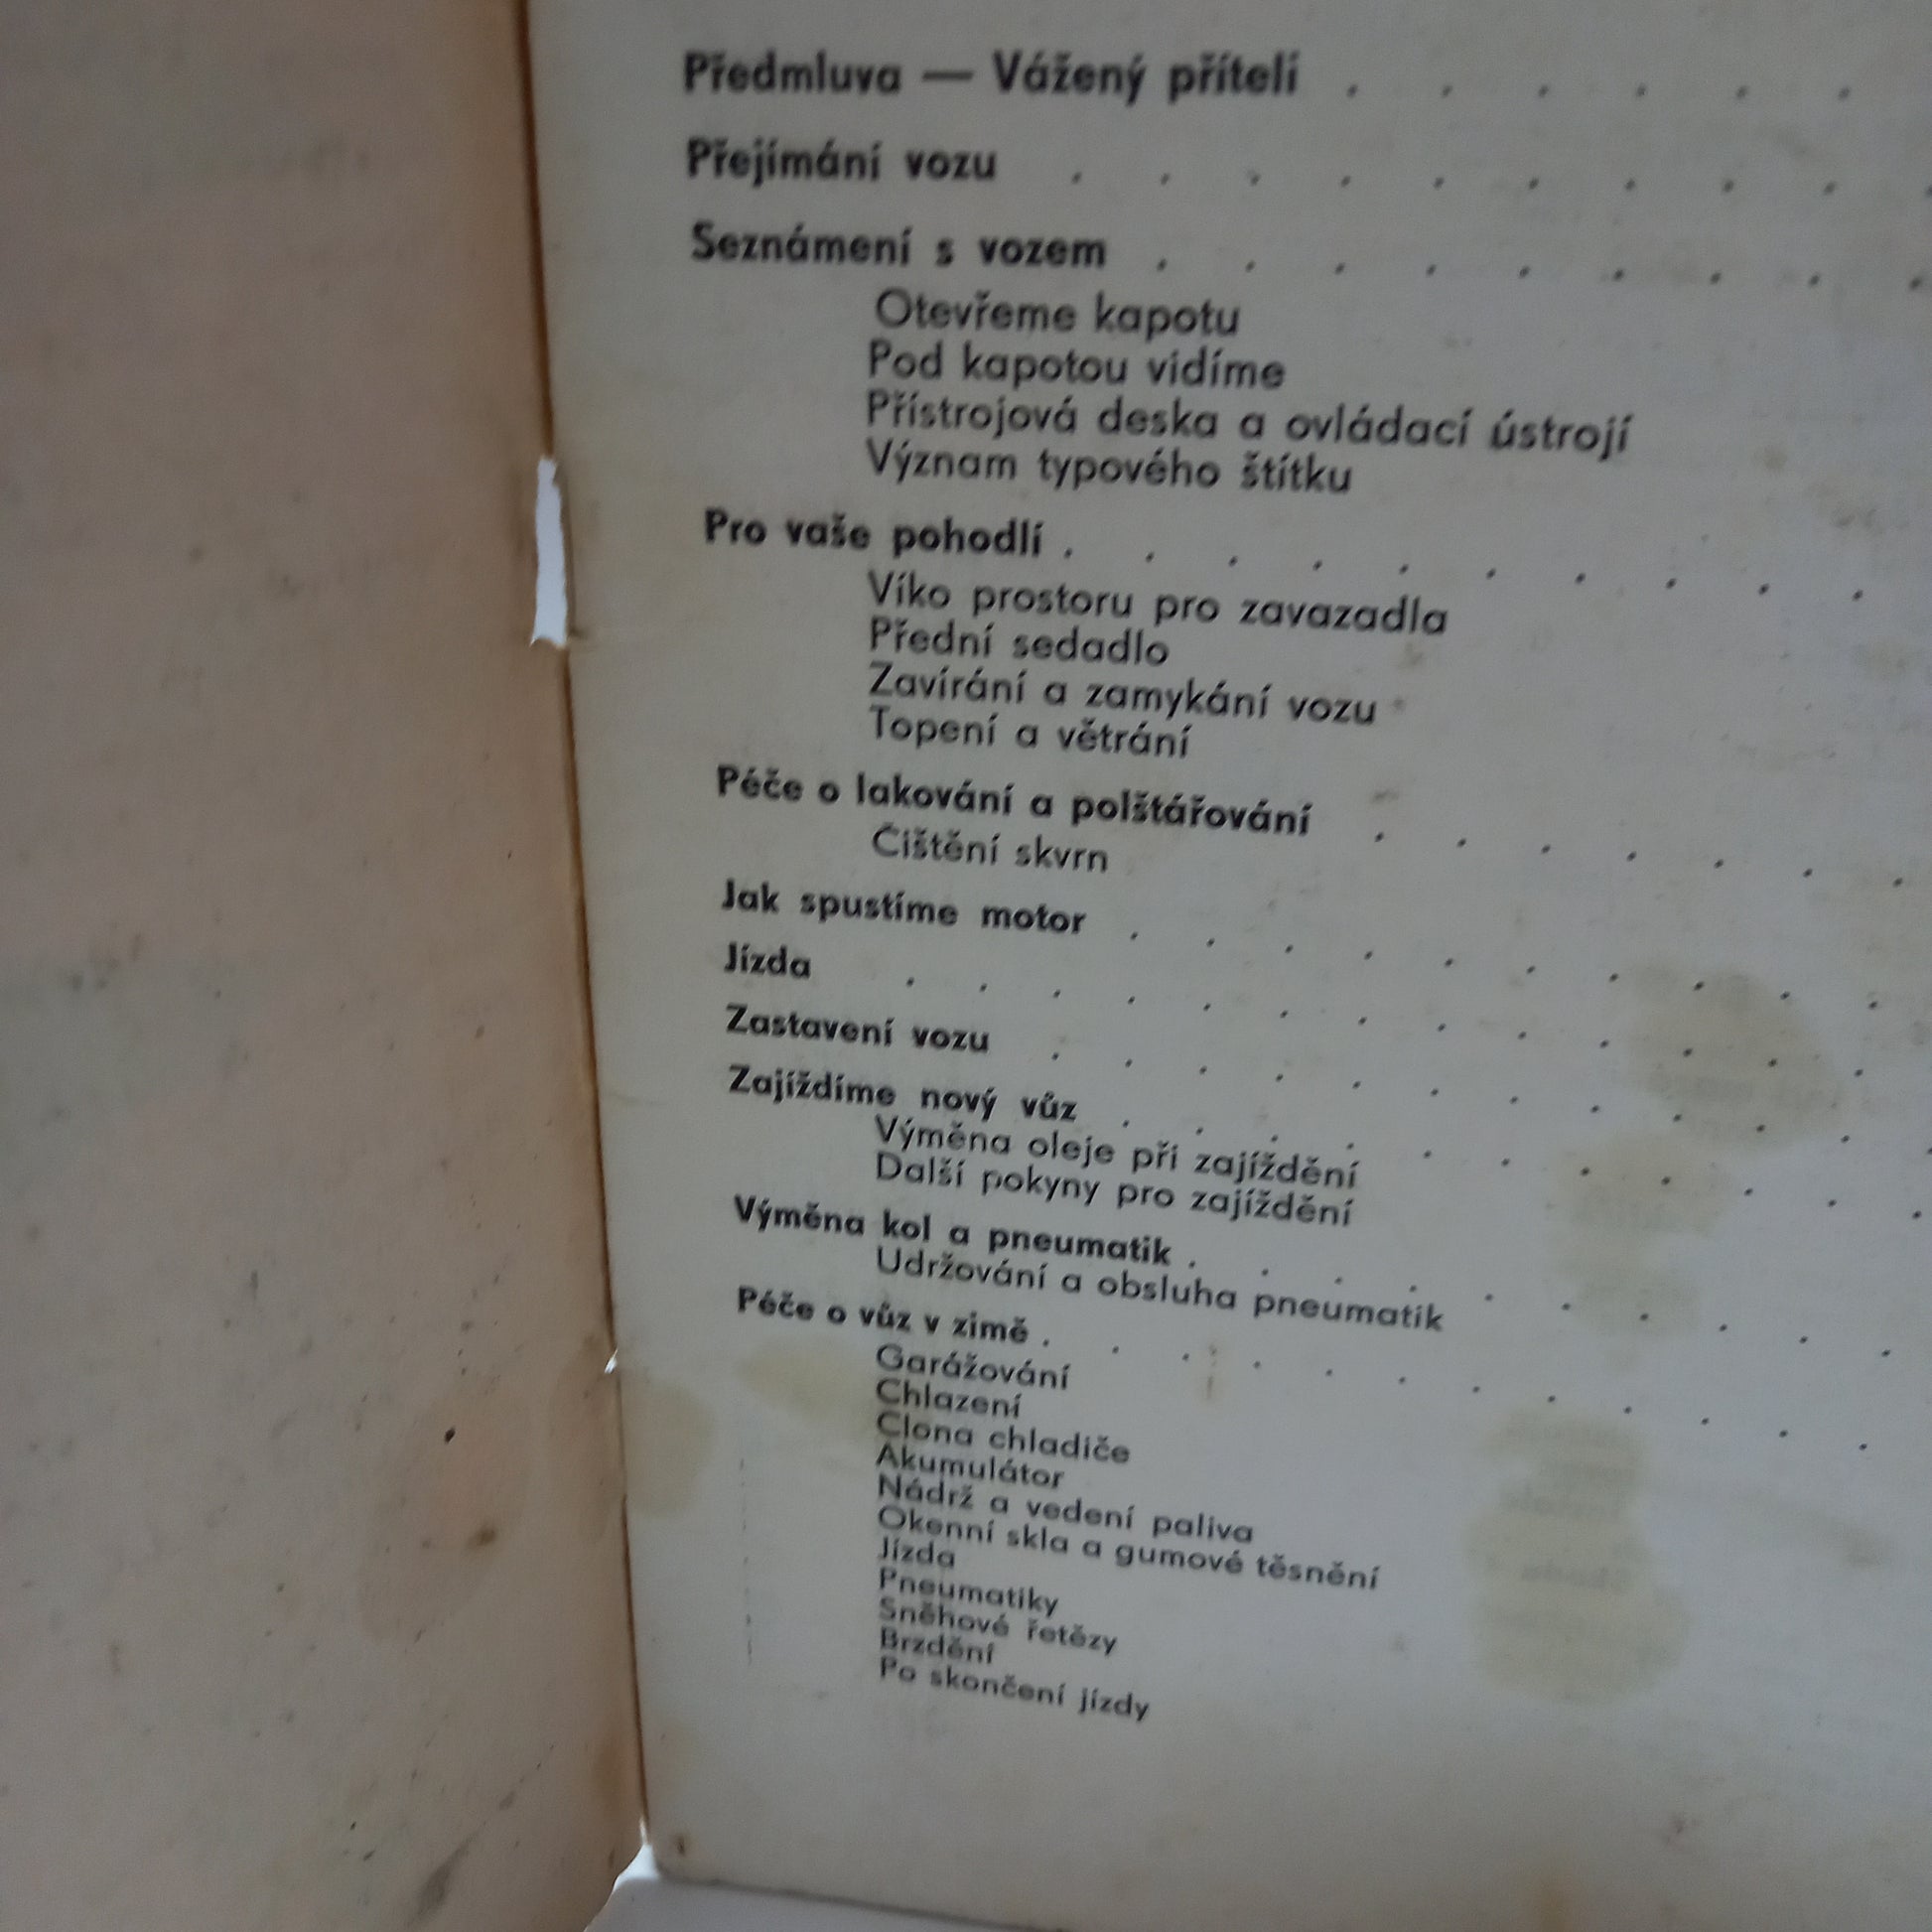 Předmluva — Vážený příteli . . . . . .
Přejímání vozu . . . . . . . . . .
Seznámení s vozem . . . . . . . . .
Otevřeme kapotu
Pod kapotou vidíme
Přístrojová deska a ovládací ústrojí
Význam typového štítku
Pro vaše pohodlí . . . . . . . . . .
Víko prostoru pro zavazadla
Přední sedadlo
Zavírání a zamykání vozu
Topení a větrání
Péče o lakování a polštářování . . . . . . .
Čištění skvrn
Jak spustíme motor . . . . . . . . . .
Jízda . . . . . . . . . . . . .
Zastavení vozu . . . . . . . . . . . .
Zajíždíme nový vůz . . . . . . . . . . .
Výměna oleje při zajíždění
Další pokyny pro zajíždění
Výměna kol a pneumatik . . . . . . . . . .
Udržování a obsluha pneumatik
Péče o vůz v zimě . . . . . . . . . . . .
Garážování
Chlazení
Clona chladiče
Akumulátor
Nádrž a vedení paliva
Okenní skla a gumové těsnění
Jízda
Pneumatiky
Sněhové řetězy
Brzdění
Po skončení jízdy